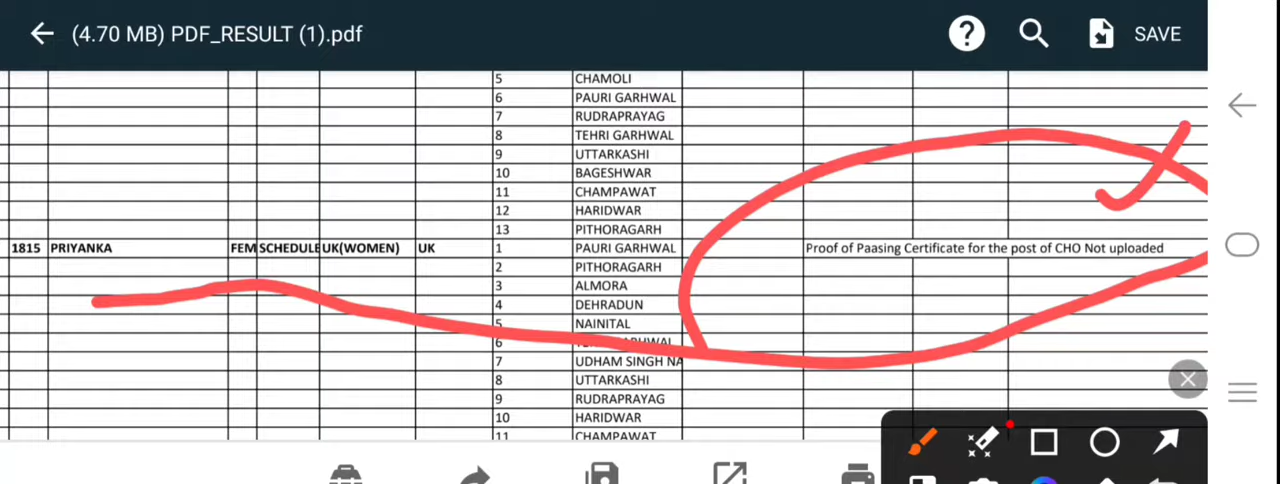 (4.70 MB) PDF_RESULT (1).pdf
SAVE
5 CHAMOLI
6 PAURI GARHWAL
7 RUDRAPRAYAG
8 TEHRI GARHWAL
9 UTTARKASHI
10 BAGESHWAR
11 CHAMPAWAT
12 HARIDWAR
13 PITHORAGARH
1815 PRIYANKA FEM SCHEDULE UK(WOMEN) UK 1 PAURI GARHWAL Proof of Paasing Certificate for the post of CHO Not uploaded
2 PITHORAGARH
3 ALMORA
4 DEHRADUN
5 NAINITAL
6
7 UDHAM SINGH NA
8 UTTARKASHI
9 RUDRAPRAYAG
10 HARIDWAR
11 CHAMPAWAT